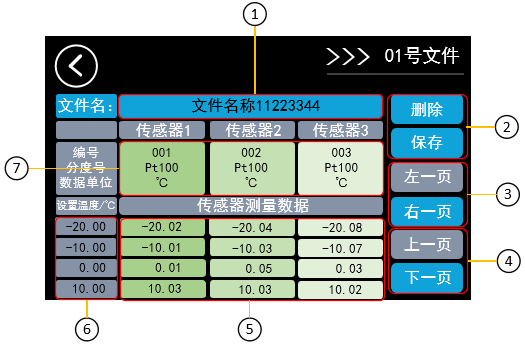 ①
01号文件
文件名： 文件名称11223344 删除
②
传感器1 传感器2 传感器3 保存
编号 001 002 003
⑦ 分度号 Pt100 Pt100 Pt100 左一页
数据单位 ℃ ℃ ℃
③
设置温度/℃ 传感器测量数据 右一页
-20.00 -20.02 -20.04 -20.08 上一页
-10.00 -10.01 -10.03 -10.07
④
0.00 0.01 0.05 0.03 下一页
10.00 10.03 10.03 10.02
⑥ ⑤